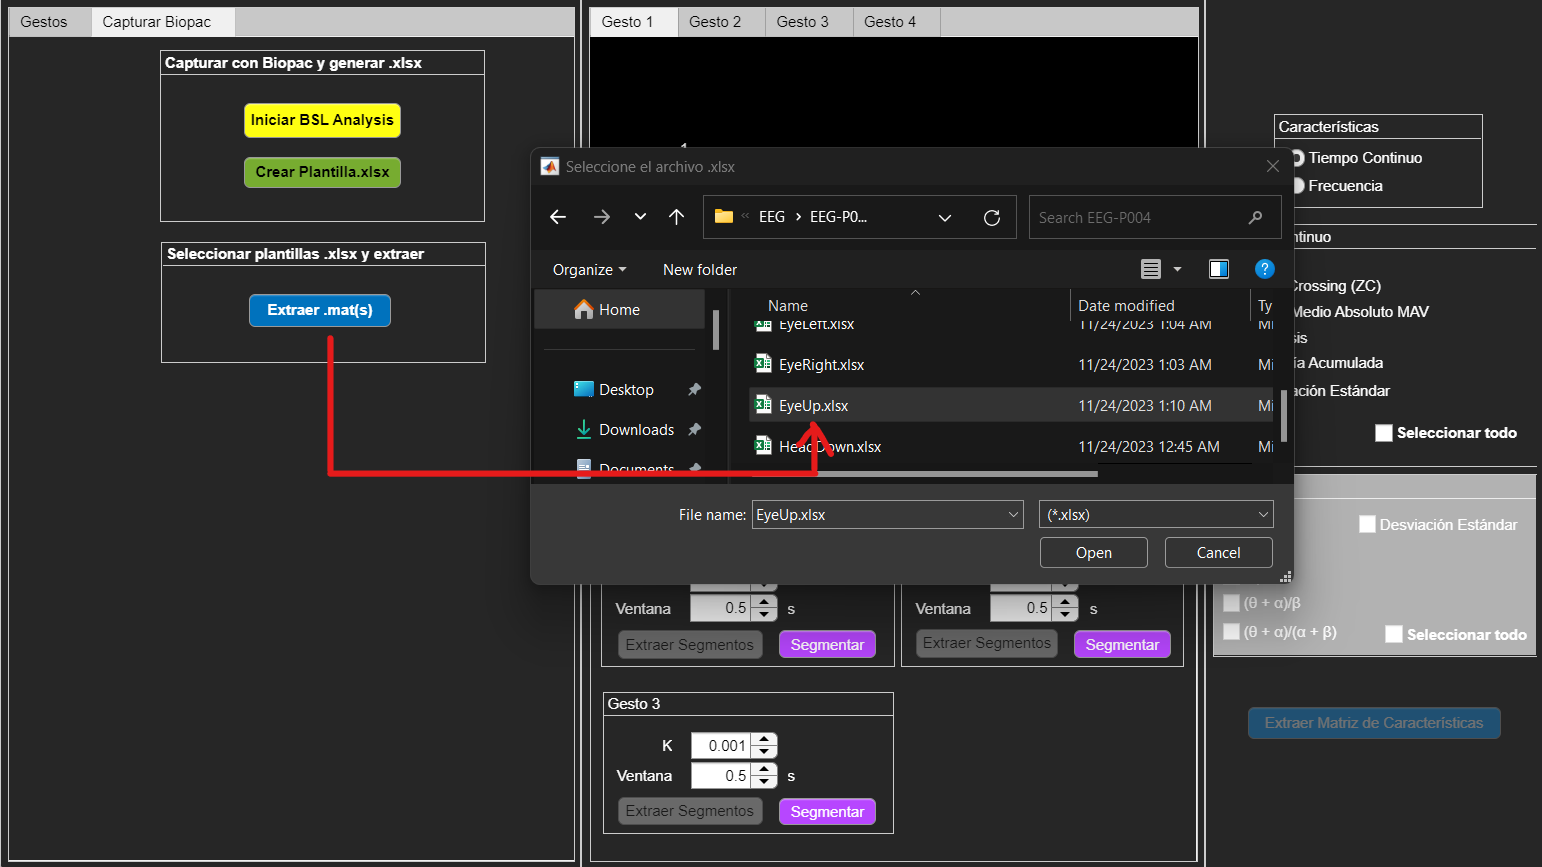 Gestos
Capturar Biopac
Capturar con Biopac y generar .xlsx
Iniciar BSL Analysis
Crear Plantilla.xlsx
Seleccionar plantillas .xlsx y extraer
Extraer .mat(s)
Gesto 1
Gesto 2
Gesto 3
Gesto 4
1
Seleccione el archivo .xlsx
« EEG › EEG-P0...
Search EEG-P004
Organize
New folder
?
Home
Desktop
Downloads
Documents
Name
Date modified
Ty
EyeLeft.xlsx 11/24/2023 1:04 AM Mi
EyeRight.xlsx 11/24/2023 1:03 AM Mi
EyeUp.xlsx 11/24/2023 1:10 AM Mi
HeadDown.xlsx 11/24/2023 12:45 AM Mi
File name: EyeUp.xlsx
(*.xlsx)
Open
Cancel
Ventana 0.5 s
Extraer Segmentos
Segmentar
Ventana 0.5 s
Extraer Segmentos
Segmentar
Gesto 3
K 0.001
Ventana 0.5 s
Extraer Segmentos
Segmentar
Características
Tiempo Continuo
Frecuencia
ntinuo
Crossing (ZC)
Medio Absoluto MAV
sis
ía Acumulada
ación Estándar
Seleccionar todo
Desviación Estándar
(θ + α)/β
(θ + α)/(α + β)
Seleccionar todo
Extraer Matriz de Características